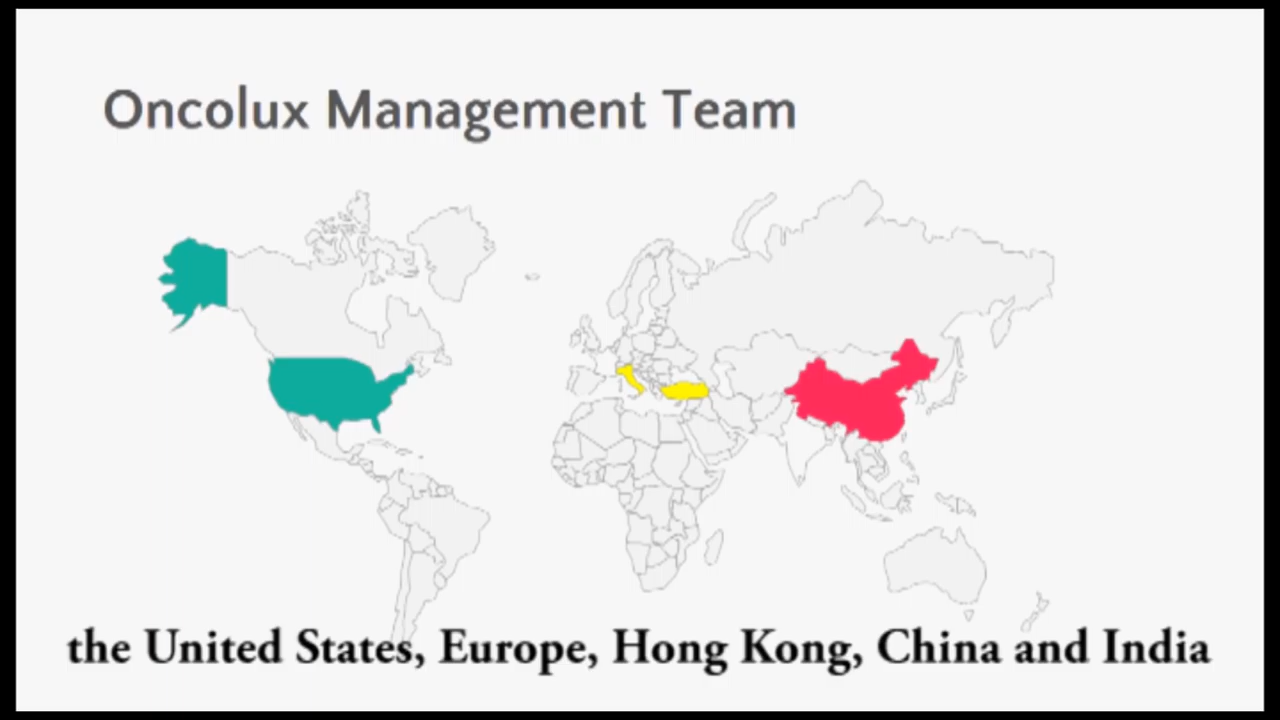 Oncolux Management Team
the United States, Europe, Hong Kong, China and India